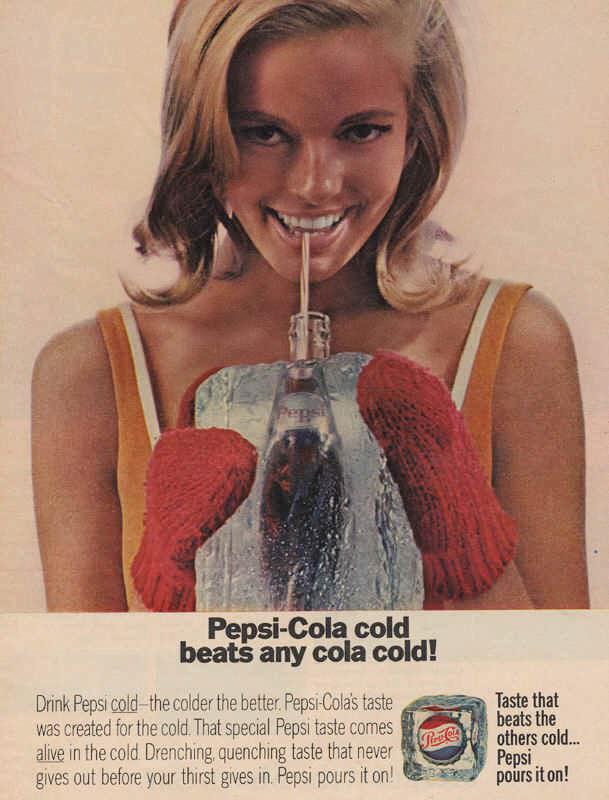 Pepsi
Pepsi-Cola cold
beats any cola cold!
Drink Pepsi cold—the colder the better. Pepsi-Cola's taste
was created for the cold. That special Pepsi taste comes
alive in the cold. Drenching, quenching taste that never
gives out before your thirst gives in. Pepsi pours it on!
Pepsi-Cola
Taste that
beats the
others cold...
Pepsi
pours it on!